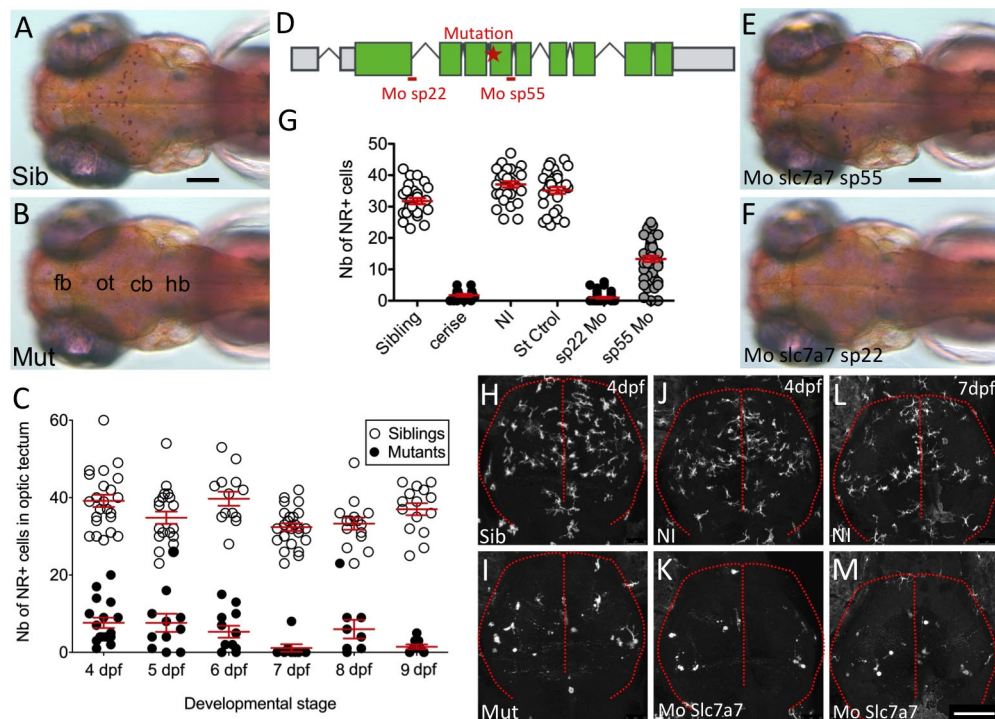 A
Sib
B
fb ot cb hb
Mut
C
Nb of NR+ cells in optic tectum
60
40
20
0
Siblings
Mutants
4 dpf 5 dpf 6 dpf 7 dpf 8 dpf 9 dpf
Developmental stage
D
Mutation
Mo sp22 Mo sp55
G
Nb of NR+ cells
50
40
30
20
10
0
Sibling cerise NI St Ctrol sp22 Mo sp55 Mo
E
Mo slc7a7 sp55
F
Mo slc7a7 sp22
H 4dpf
Sib
J 4dpf
NI
L 7dpf
NI
I
Mut
K
Mo Slc7a7
M
Mo Slc7a7